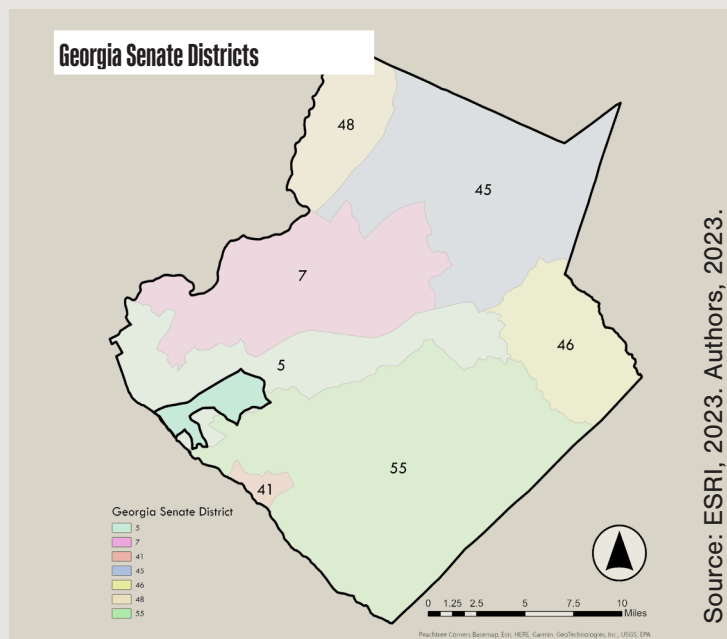 Georgia Senate Districts
48
45
7
46
5
55
41
Georgia Senate District
5
7
41
45
46
48
55
0 1.25 2.5 5 7.5 10
Miles
Peachtree Corners Basemap, Esri, HERE, Garmin, GeoTechnologies, Inc., USGS, EPA
Source: ESRI, 2023. Authors, 2023.